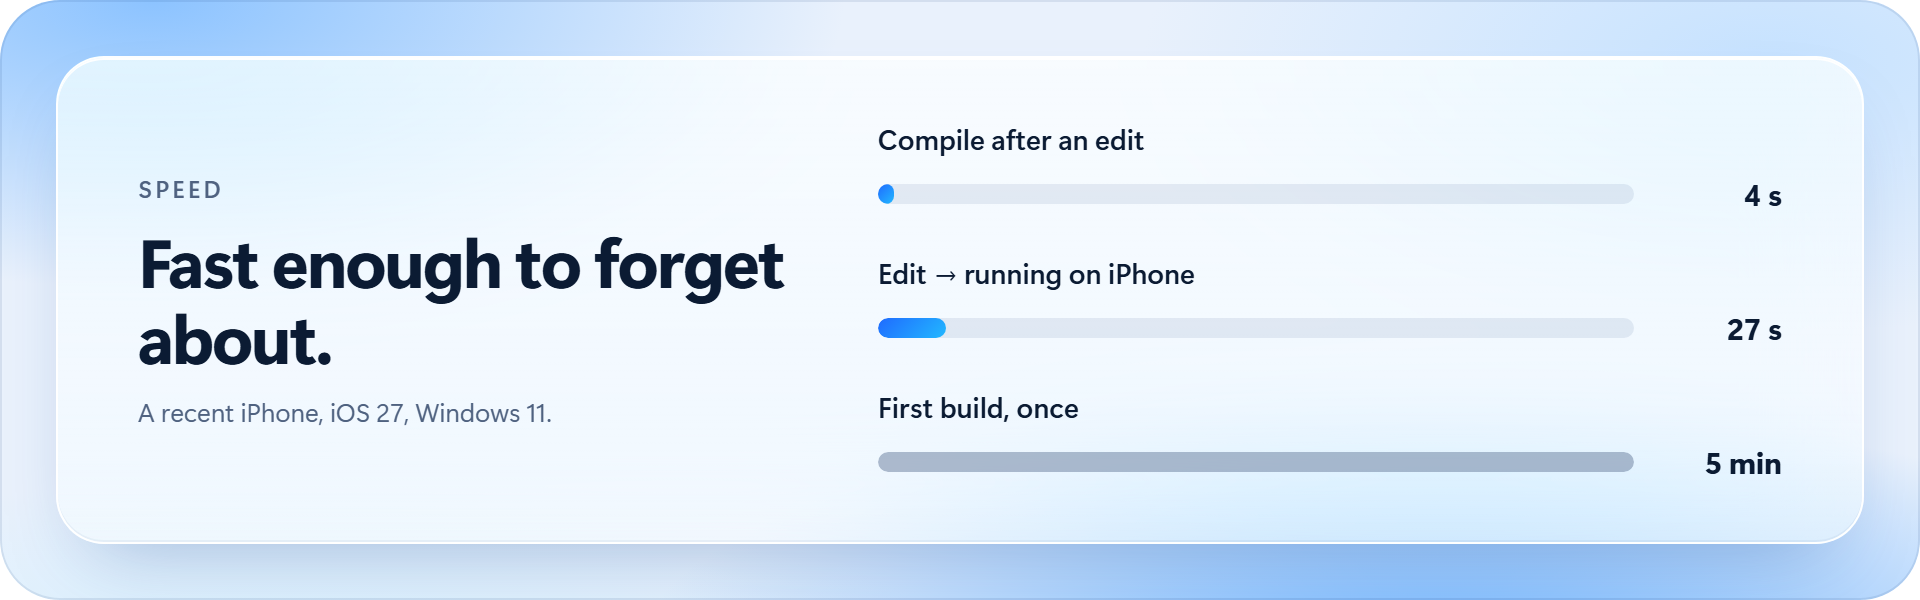 SPEED
Fast enough to forget
about.
A recent iPhone, iOS 27, Windows 11.
Compile after an edit
4 s
Edit → running on iPhone
27 s
First build, once
5 min